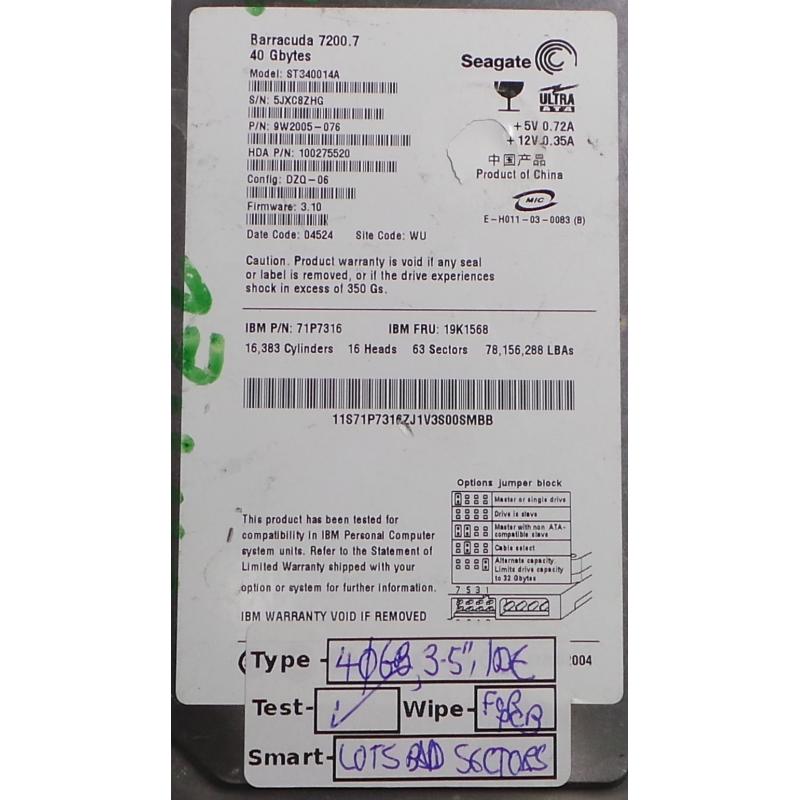 Barracuda 7200.7
40 Gbytes
Model: ST340014A
S/N: 5JXC8ZHG
P/N: 9W2005-076
HDA P/N: 100275520
Config: DZQ-06
Firmware: 3.10
Date Code: 04524 Site Code: WU
Seagate
ULTRA
ATA
+5V 0.72A
+12V 0.35A
中国产品
Product of China
MIC
E-H011-03-0083 (B)
Caution. Product warranty is void if any seal
or label is removed, or if the drive experiences
shock in excess of 350 Gs.
IBM P/N: 71P7316 IBM FRU: 19K1568
16,383 Cylinders 16 Heads 63 Sectors 78,156,288 LBAs
11S71P7316ZJ1V3S00SMBB
Options jumper block
Master or single drive
Drive is slave
Master with non ATA-
compatible slave
Cable select
Alternate capacity.
Limits drive capacity
to 32 Gbytes
7 5 3 1
This product has been tested for
compatibility in IBM Personal Computer
system units. Refer to the Statement of
Limited Warranty shipped with your
option or system for further information.
IBM WARRANTY VOID IF REMOVED
2004
Type - 40GB, 3.5", IDE
Test-
Wipe- FOR PCB
Smart- LOTS BAD SECTORS